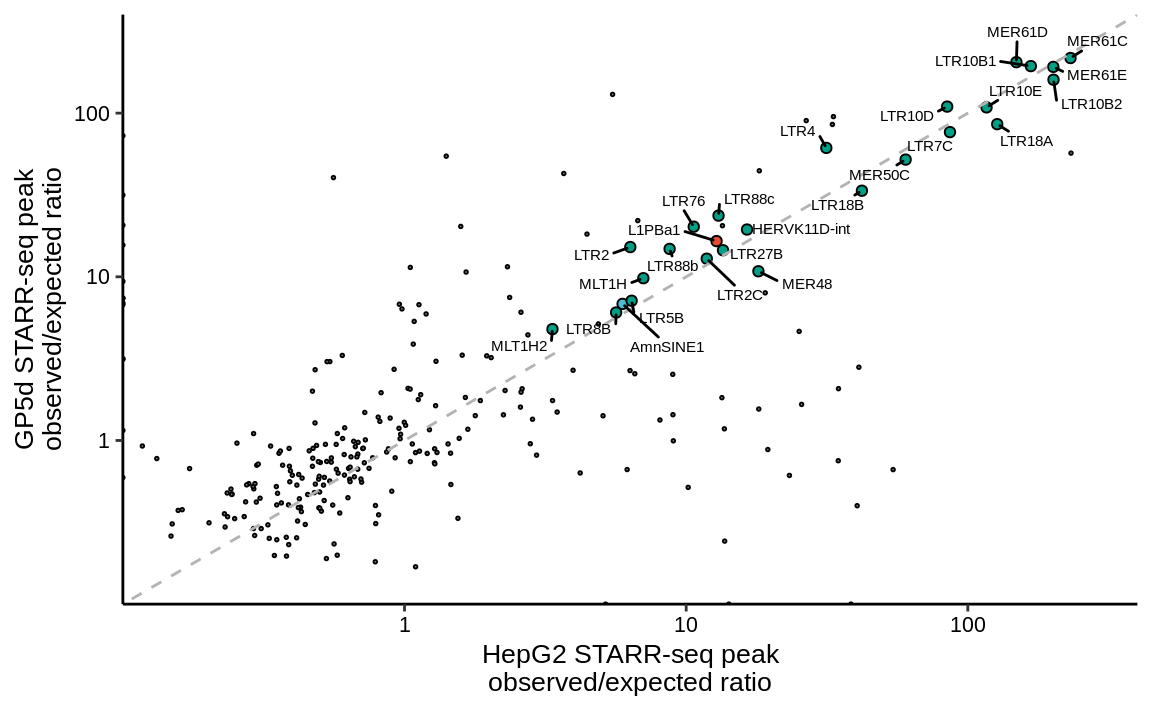 MER61D
MER61C
LTR10B1
MER61E
LTR10E
LTR10B2
100
LTR10D
LTR4
LTR18A
LTR7C
MER50C
LTR18B
LTR76
LTR88c
L1PBa1
HERVK11D-int
LTR2
LTR27B
LTR88b
10
MLT1H
MER48
LTR2C
LTR5B
LTR8B
MLT1H2
AmnSINE1
1
GP5d STARR-seq peak
observed/expected ratio
1
10
100
HepG2 STARR-seq peak
observed/expected ratio